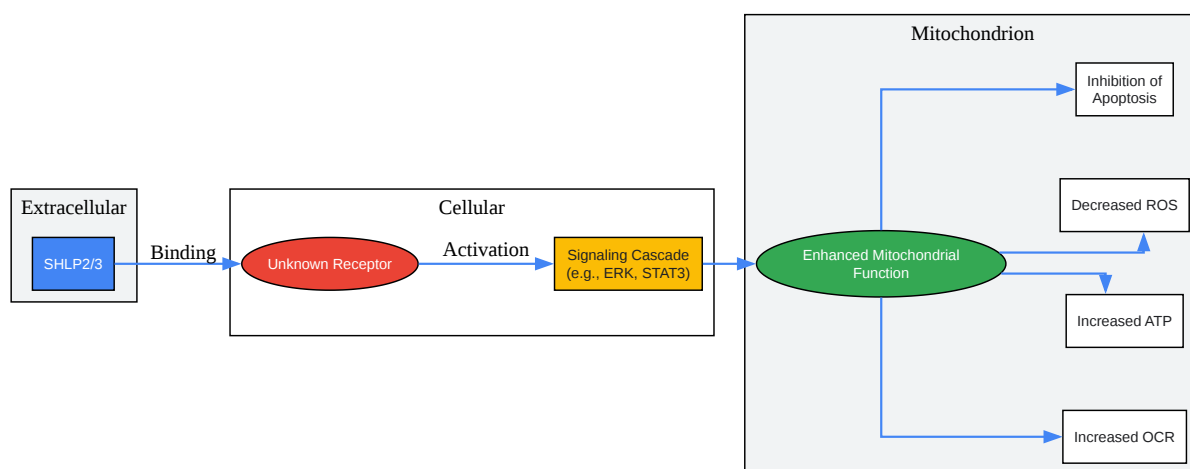 Extracellular
SHLP2/3
Binding
Cellular
Unknown Receptor
Activation
Signaling Cascade
(e.g., ERK, STAT3)
Mitochondrion
Enhanced Mitochondrial
Function
Inhibition of
Apoptosis
Decreased ROS
Increased ATP
Increased OCR